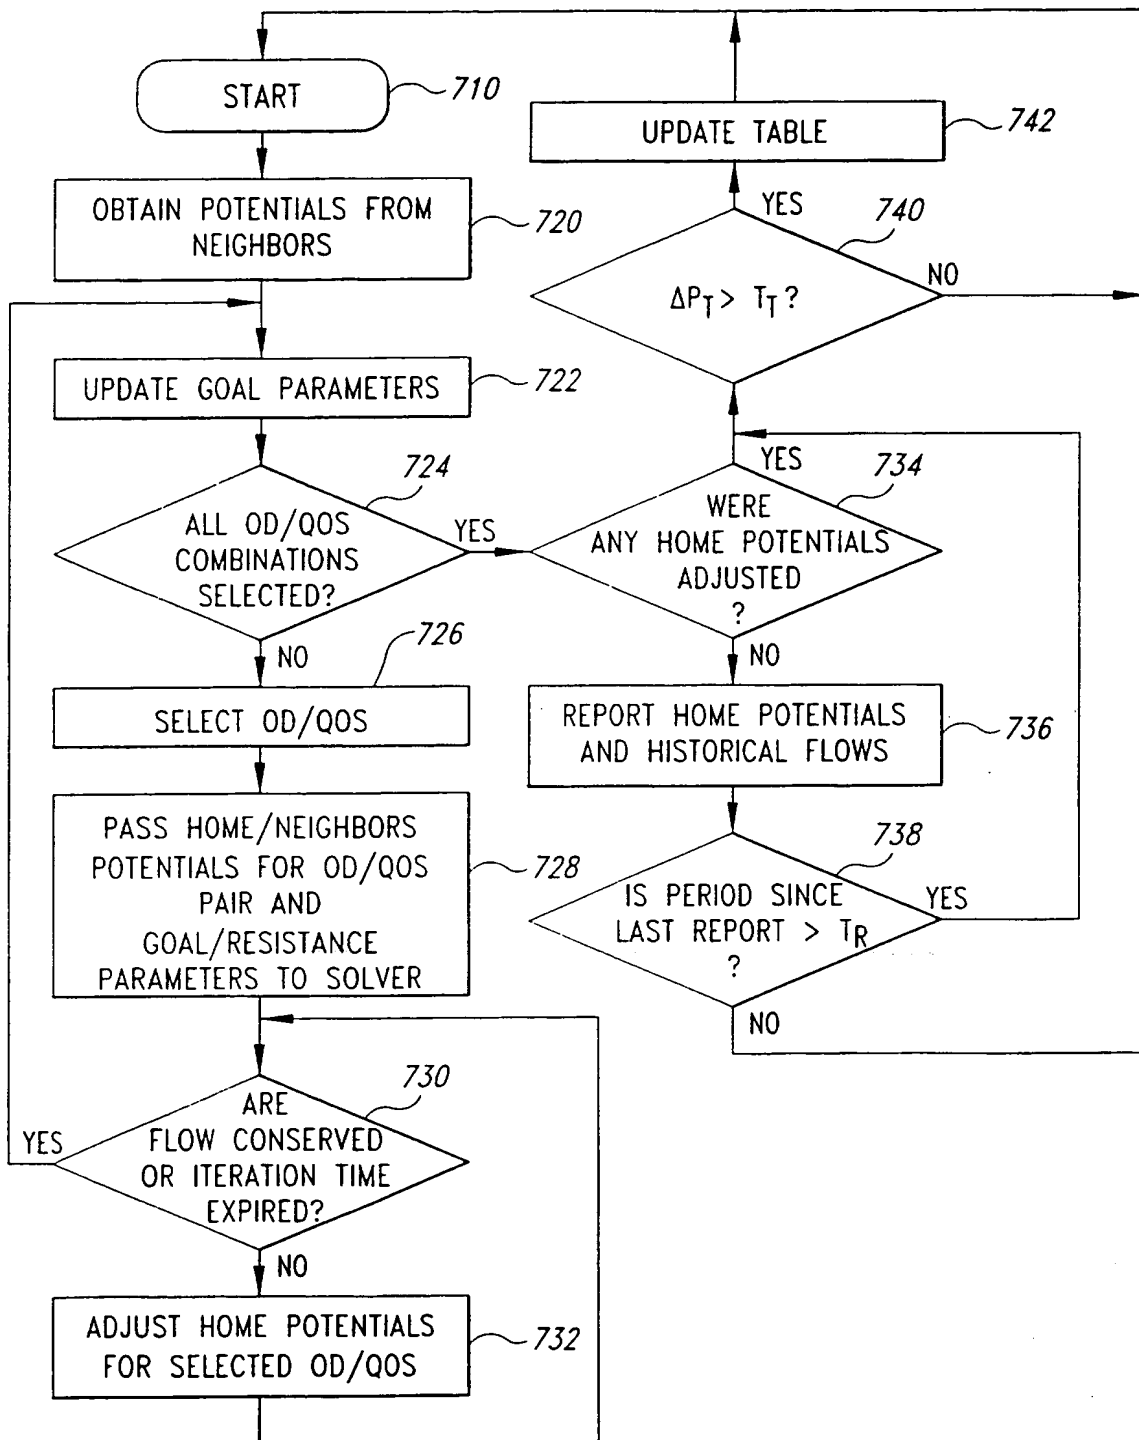 START
710
OBTAIN POTENTIALS FROM
NEIGHBORS
720
UPDATE GOAL PARAMETERS
722
724
ALL OD/QOS
COMBINATIONS
SELECTED?
YES
NO
726
SELECT OD/QOS
PASS HOME/NEIGHBORS
POTENTIALS FOR OD/QOS
PAIR AND
GOAL/RESISTANCE
PARAMETERS TO SOLVER
728
730
ARE
FLOW CONSERVED
OR ITERATION TIME
EXPIRED?
YES
NO
ADJUST HOME POTENTIALS
FOR SELECTED OD/QOS
732
UPDATE TABLE
742
YES
740
ΔPT > TT ?
NO
YES
734
WERE
ANY HOME POTENTIALS
ADJUSTED
?
NO
REPORT HOME POTENTIALS
AND HISTORICAL FLOWS
736
738
IS PERIOD SINCE
LAST REPORT > TR
?
YES
NO